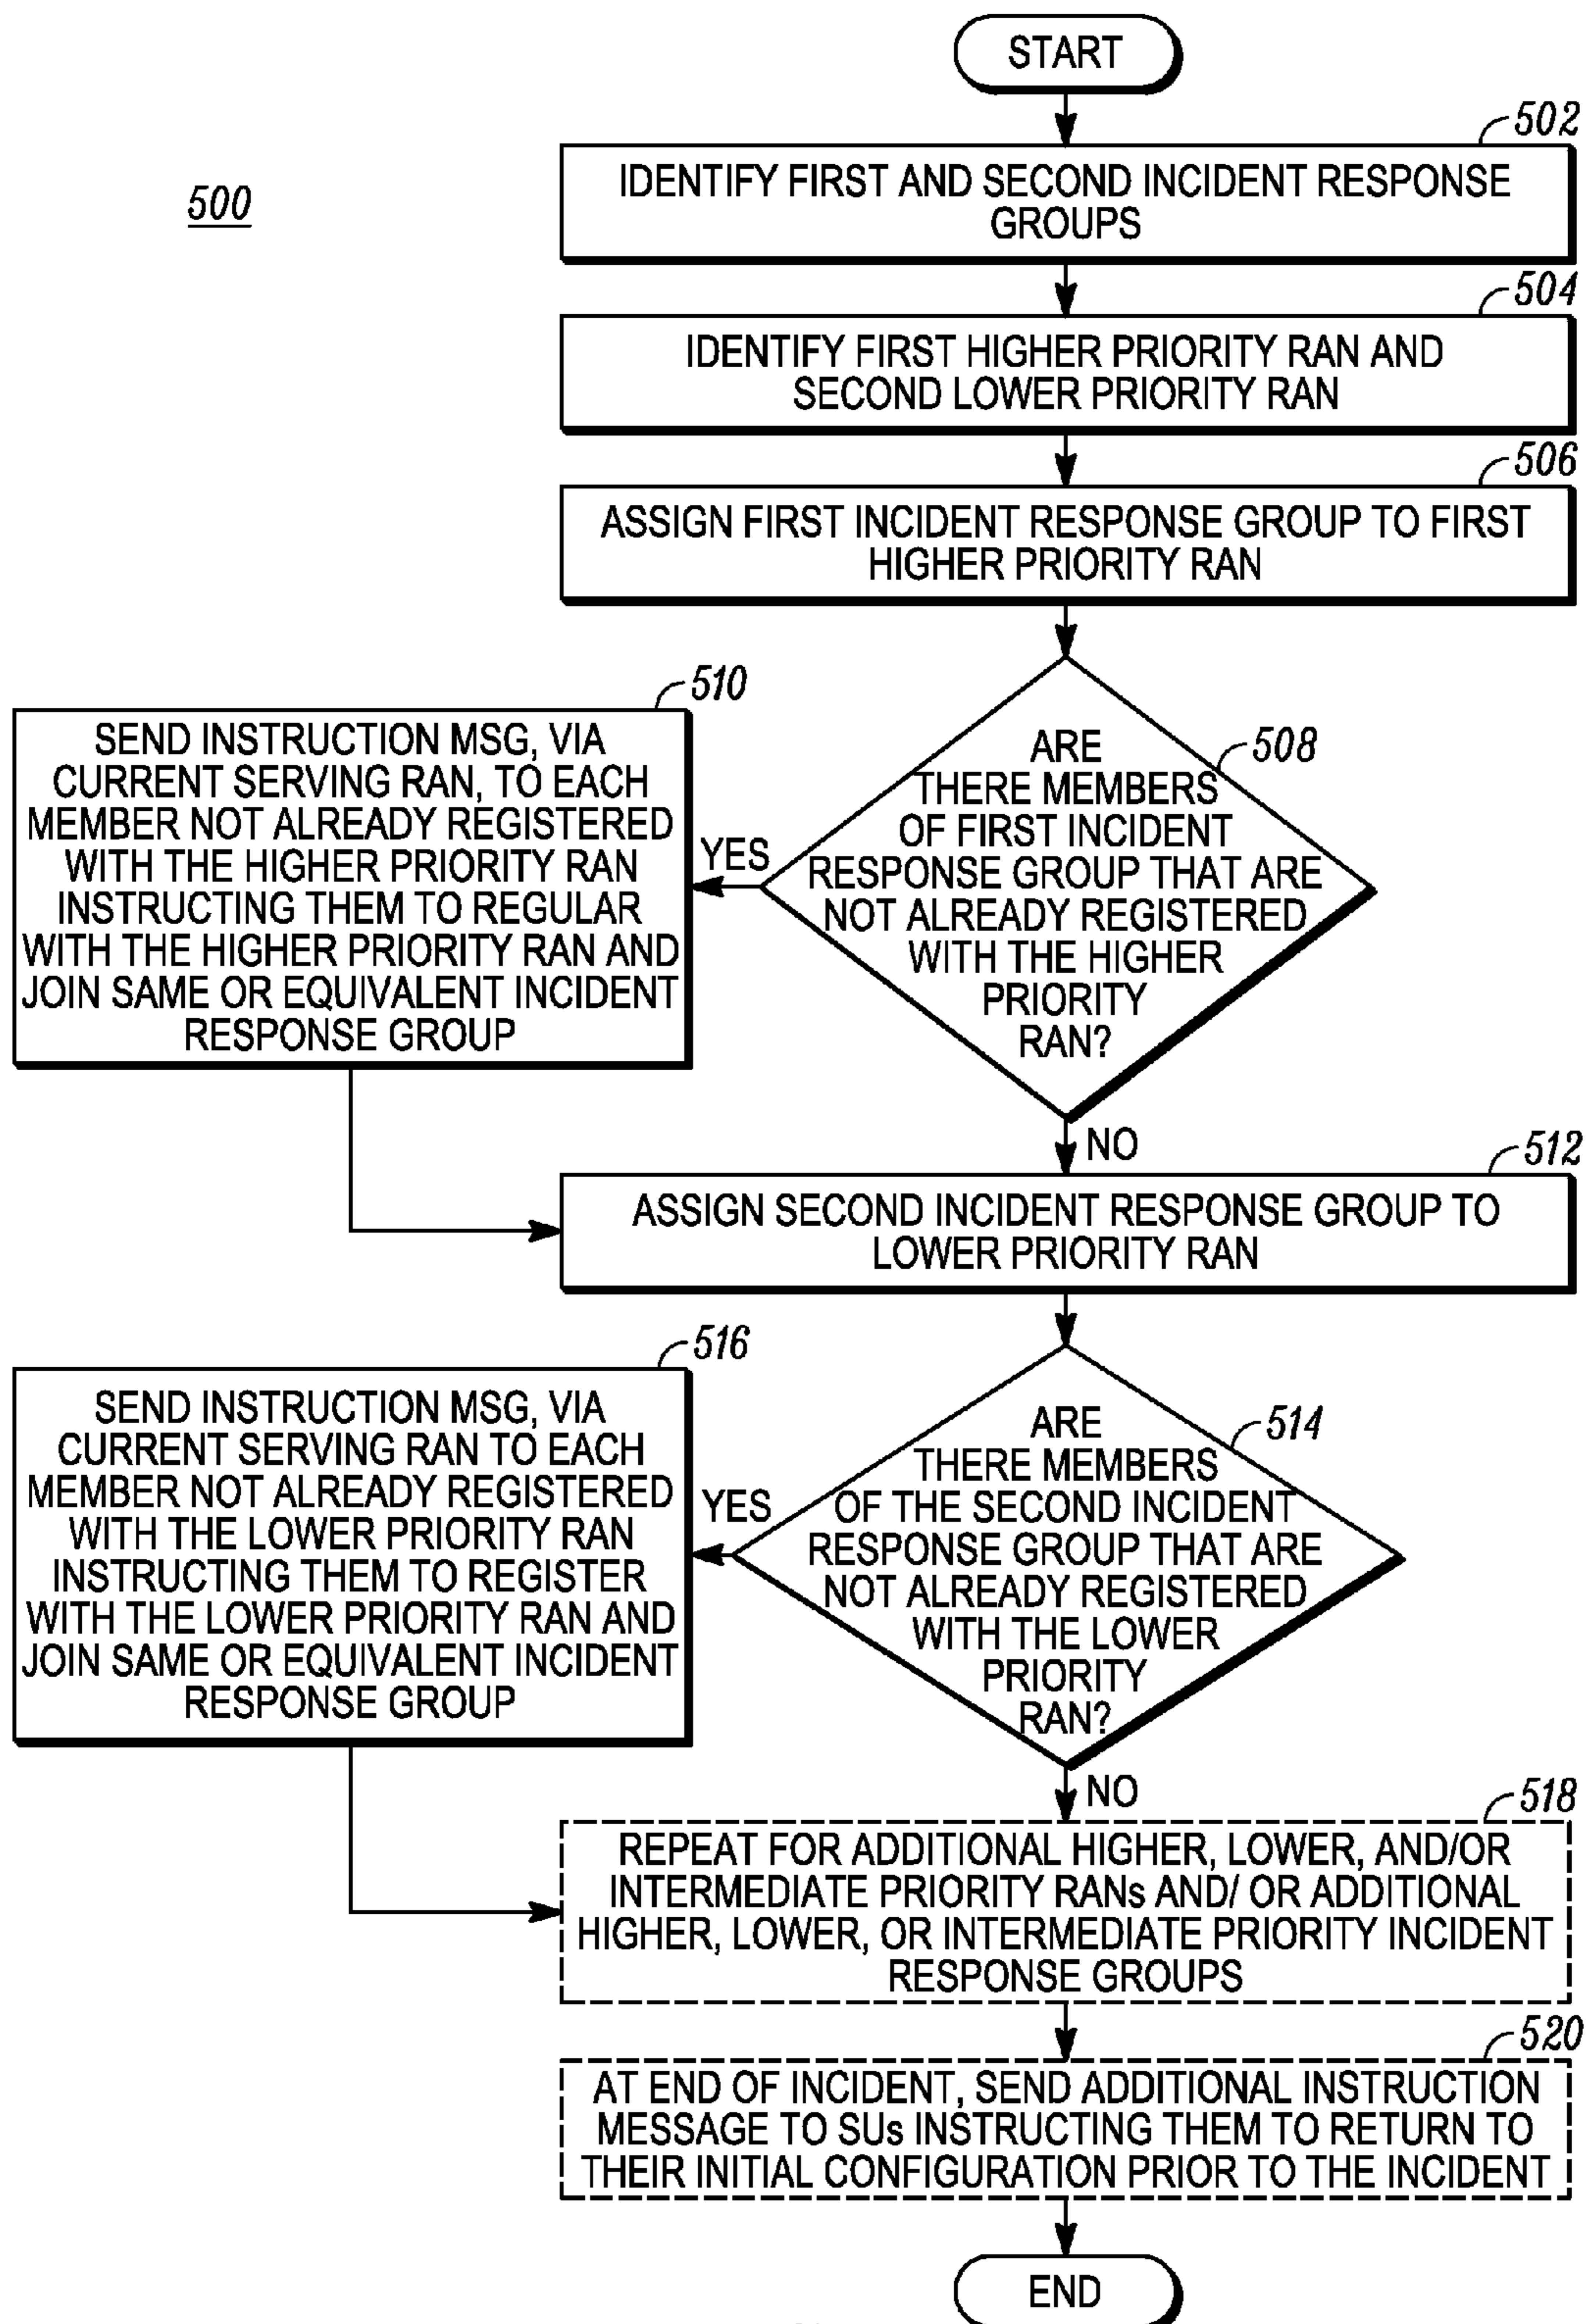 START
502
500
IDENTIFY FIRST AND SECOND INCIDENT RESPONSE
GROUPS
504
IDENTIFY FIRST HIGHER PRIORITY RAN AND
SECOND LOWER PRIORITY RAN
506
ASSIGN FIRST INCIDENT RESPONSE GROUP TO FIRST
HIGHER PRIORITY RAN
508
ARE
THERE MEMBERS
OF FIRST INCIDENT
RESPONSE GROUP THAT ARE
NOT ALREADY REGISTERED
WITH THE HIGHER
PRIORITY
RAN?
YES
510
SEND INSTRUCTION MSG, VIA
CURRENT SERVING RAN, TO EACH
MEMBER NOT ALREADY REGISTERED
WITH THE HIGHER PRIORITY RAN
INSTRUCTING THEM TO REGULAR
WITH THE HIGHER PRIORITY RAN AND
JOIN SAME OR EQUIVALENT INCIDENT
RESPONSE GROUP
NO
512
ASSIGN SECOND INCIDENT RESPONSE GROUP TO
LOWER PRIORITY RAN
514
ARE
THERE MEMBERS
OF THE SECOND INCIDENT
RESPONSE GROUP THAT ARE
NOT ALREADY REGISTERED
WITH THE LOWER
PRIORITY
RAN?
YES
516
SEND INSTRUCTION MSG, VIA
CURRENT SERVING RAN TO EACH
MEMBER NOT ALREADY REGISTERED
WITH THE LOWER PRIORITY RAN
INSTRUCTING THEM TO REGISTER
WITH THE LOWER PRIORITY RAN AND
JOIN SAME OR EQUIVALENT INCIDENT
RESPONSE GROUP
NO
518
REPEAT FOR ADDITIONAL HIGHER, LOWER, AND/OR
INTERMEDIATE PRIORITY RANs AND/ OR ADDITIONAL
HIGHER, LOWER, OR INTERMEDIATE PRIORITY INCIDENT
RESPONSE GROUPS
520
AT END OF INCIDENT, SEND ADDITIONAL INSTRUCTION
MESSAGE TO SUs INSTRUCTING THEM TO RETURN TO
THEIR INITIAL CONFIGURATION PRIOR TO THE INCIDENT
END